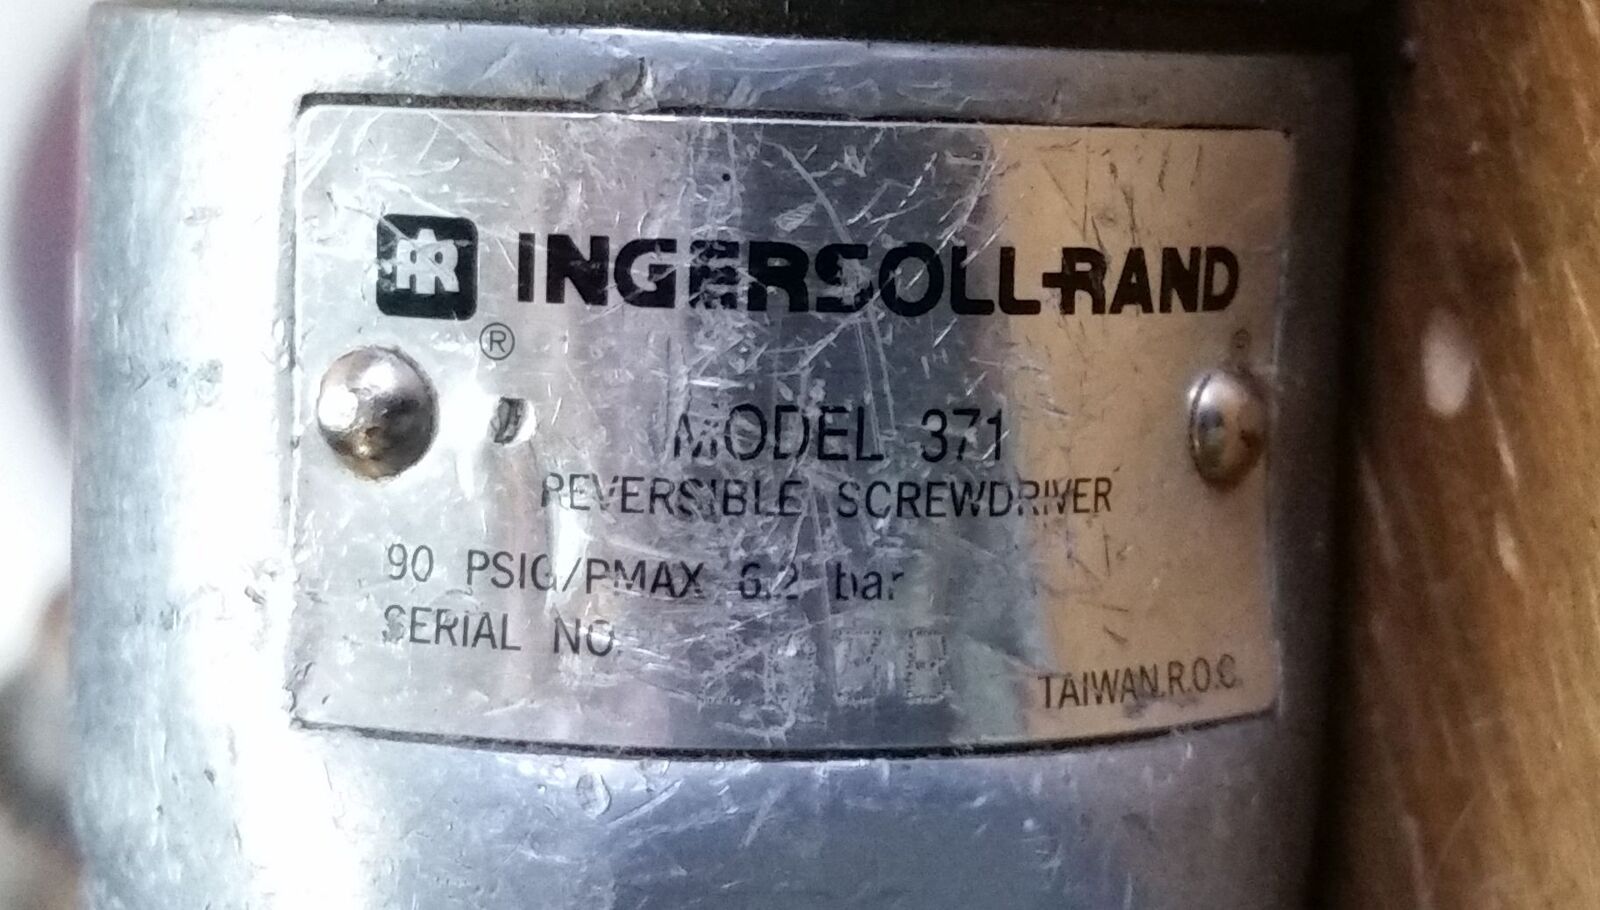 IR INGERSOLL-RAND
®
MODEL 371
REVERSIBLE SCREWDRIVER
90 PSIG/PMAX 6.2 bar
SERIAL NO.
TAIWAN.R.O.C.